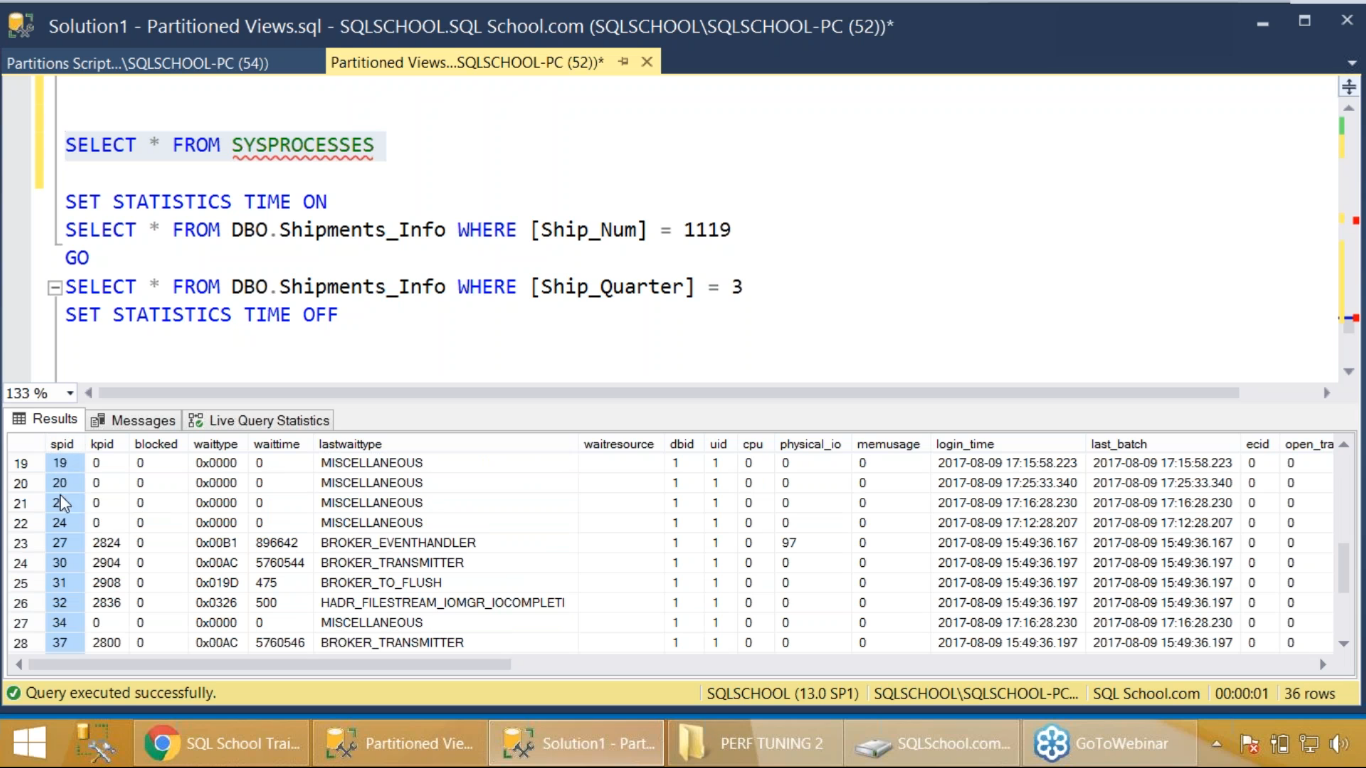 Solution1 - Partitioned Views.sql - SQLSCHOOL.SQL School.com (SQLSCHOOL\SQLSCHOOL-PC (52))*
Partitions Script...\SQLSCHOOL-PC (54))
Partitioned Views...SQLSCHOOL-PC (52))*
SELECT * FROM SYSPROCESSES
SET STATISTICS TIME ON
SELECT * FROM DBO.Shipments_Info WHERE [Ship_Num] = 1119
GO
SELECT * FROM DBO.Shipments_Info WHERE [Ship_Quarter] = 3
SET STATISTICS TIME OFF
133 %
Results Messages Live Query Statistics
spid kpid blocked waittype waittime lastwaittype waitresource dbid uid cpu physical_io memusage login_time last_batch ecid open_tra
19 19 0 0 0x0000 0 MISCELLANEOUS 1 1 0 0 0 2017-08-09 17:15:58.223 2017-08-09 17:15:58.223 0 0
20 20 0 0 0x0000 0 MISCELLANEOUS 1 1 0 0 0 2017-08-09 17:25:33.340 2017-08-09 17:25:33.340 0 0
21 0 0 0x0000 0 MISCELLANEOUS 1 1 0 0 0 2017-08-09 17:16:28.230 2017-08-09 17:16:28.230 0 0
22 24 0 0 0x0000 0 MISCELLANEOUS 1 1 0 0 0 2017-08-09 17:12:28.207 2017-08-09 17:12:28.207 0 0
23 27 2824 0 0x00B1 896642 BROKER_EVENTHANDLER 1 1 0 97 0 2017-08-09 15:49:36.167 2017-08-09 15:49:36.167 0 0
24 30 2904 0 0x00AC 5760544 BROKER_TRANSMITTER 1 1 0 0 0 2017-08-09 15:49:36.197 2017-08-09 15:49:36.197 0 0
25 31 2908 0 0x019D 475 BROKER_TO_FLUSH 1 1 0 0 0 2017-08-09 15:49:36.197 2017-08-09 15:49:36.197 0 0
26 32 2836 0 0x0326 500 HADR_FILESTREAM_IOMGR_IOCOMPLETI 1 1 0 0 0 2017-08-09 15:49:36.197 2017-08-09 15:49:36.197 0 0
27 34 0 0 0x0000 0 MISCELLANEOUS 1 1 0 0 0 2017-08-09 17:16:28.230 2017-08-09 17:16:28.230 0 0
28 37 2800 0 0x00AC 5760546 BROKER_TRANSMITTER 1 1 0 0 0 2017-08-09 15:49:36.197 2017-08-09 15:49:36.197 0 0
Query executed successfully. SQLSCHOOL (13.0 SP1) SQLSCHOOL\SQLSCHOOL-PC... SQL School.com 00:00:01 36 rows
SQL School Trai... Partitioned Vie... Solution1 - Part... PERF TUNING 2 SQLSchool.com... GoToWebinar